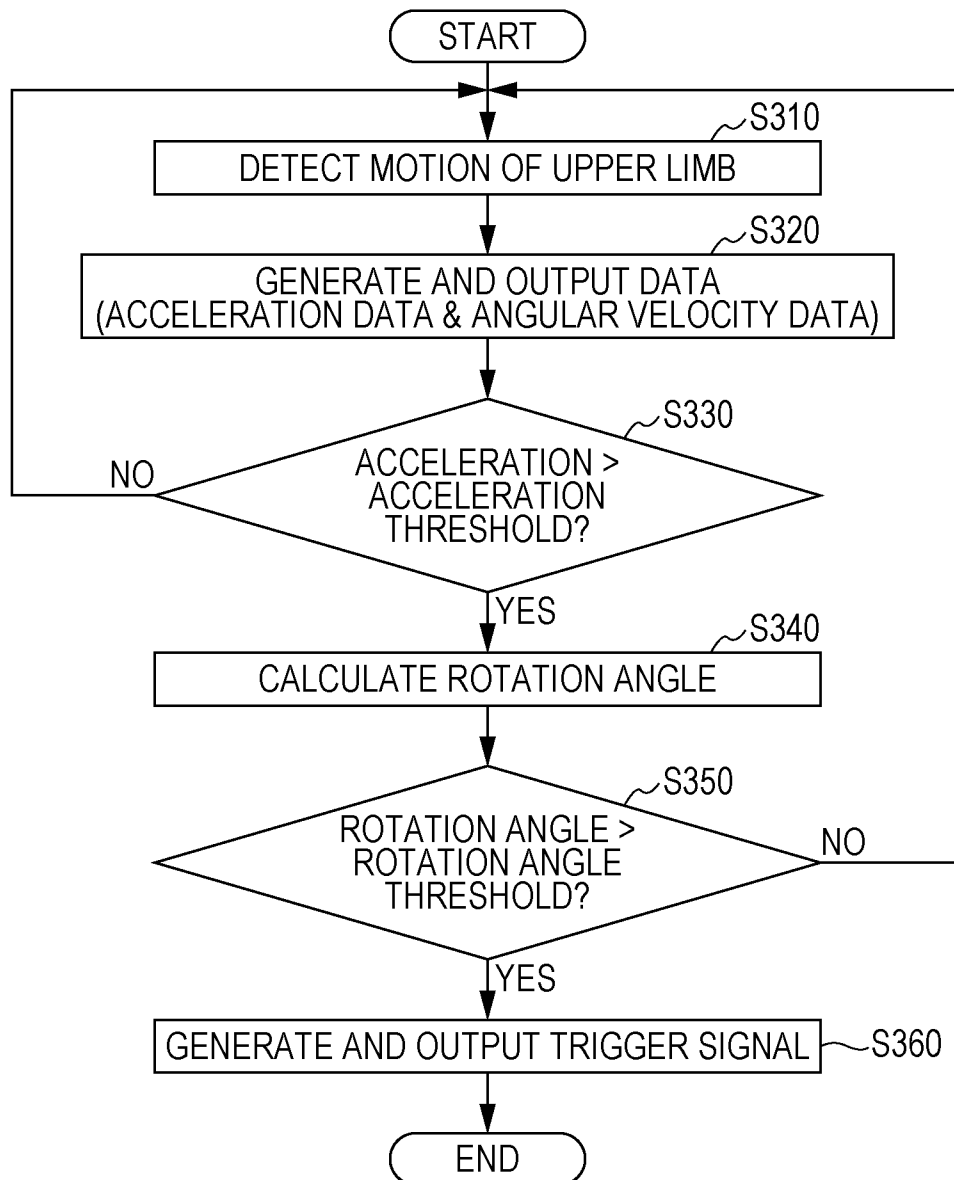 START
S310
DETECT MOTION OF UPPER LIMB
S320
GENERATE AND OUTPUT DATA
(ACCELERATION DATA & ANGULAR VELOCITY DATA)
S330
ACCELERATION >
ACCELERATION
THRESHOLD?
NO
YES
S340
CALCULATE ROTATION ANGLE
S350
ROTATION ANGLE >
ROTATION ANGLE
THRESHOLD?
NO
YES
GENERATE AND OUTPUT TRIGGER SIGNAL
S360
END